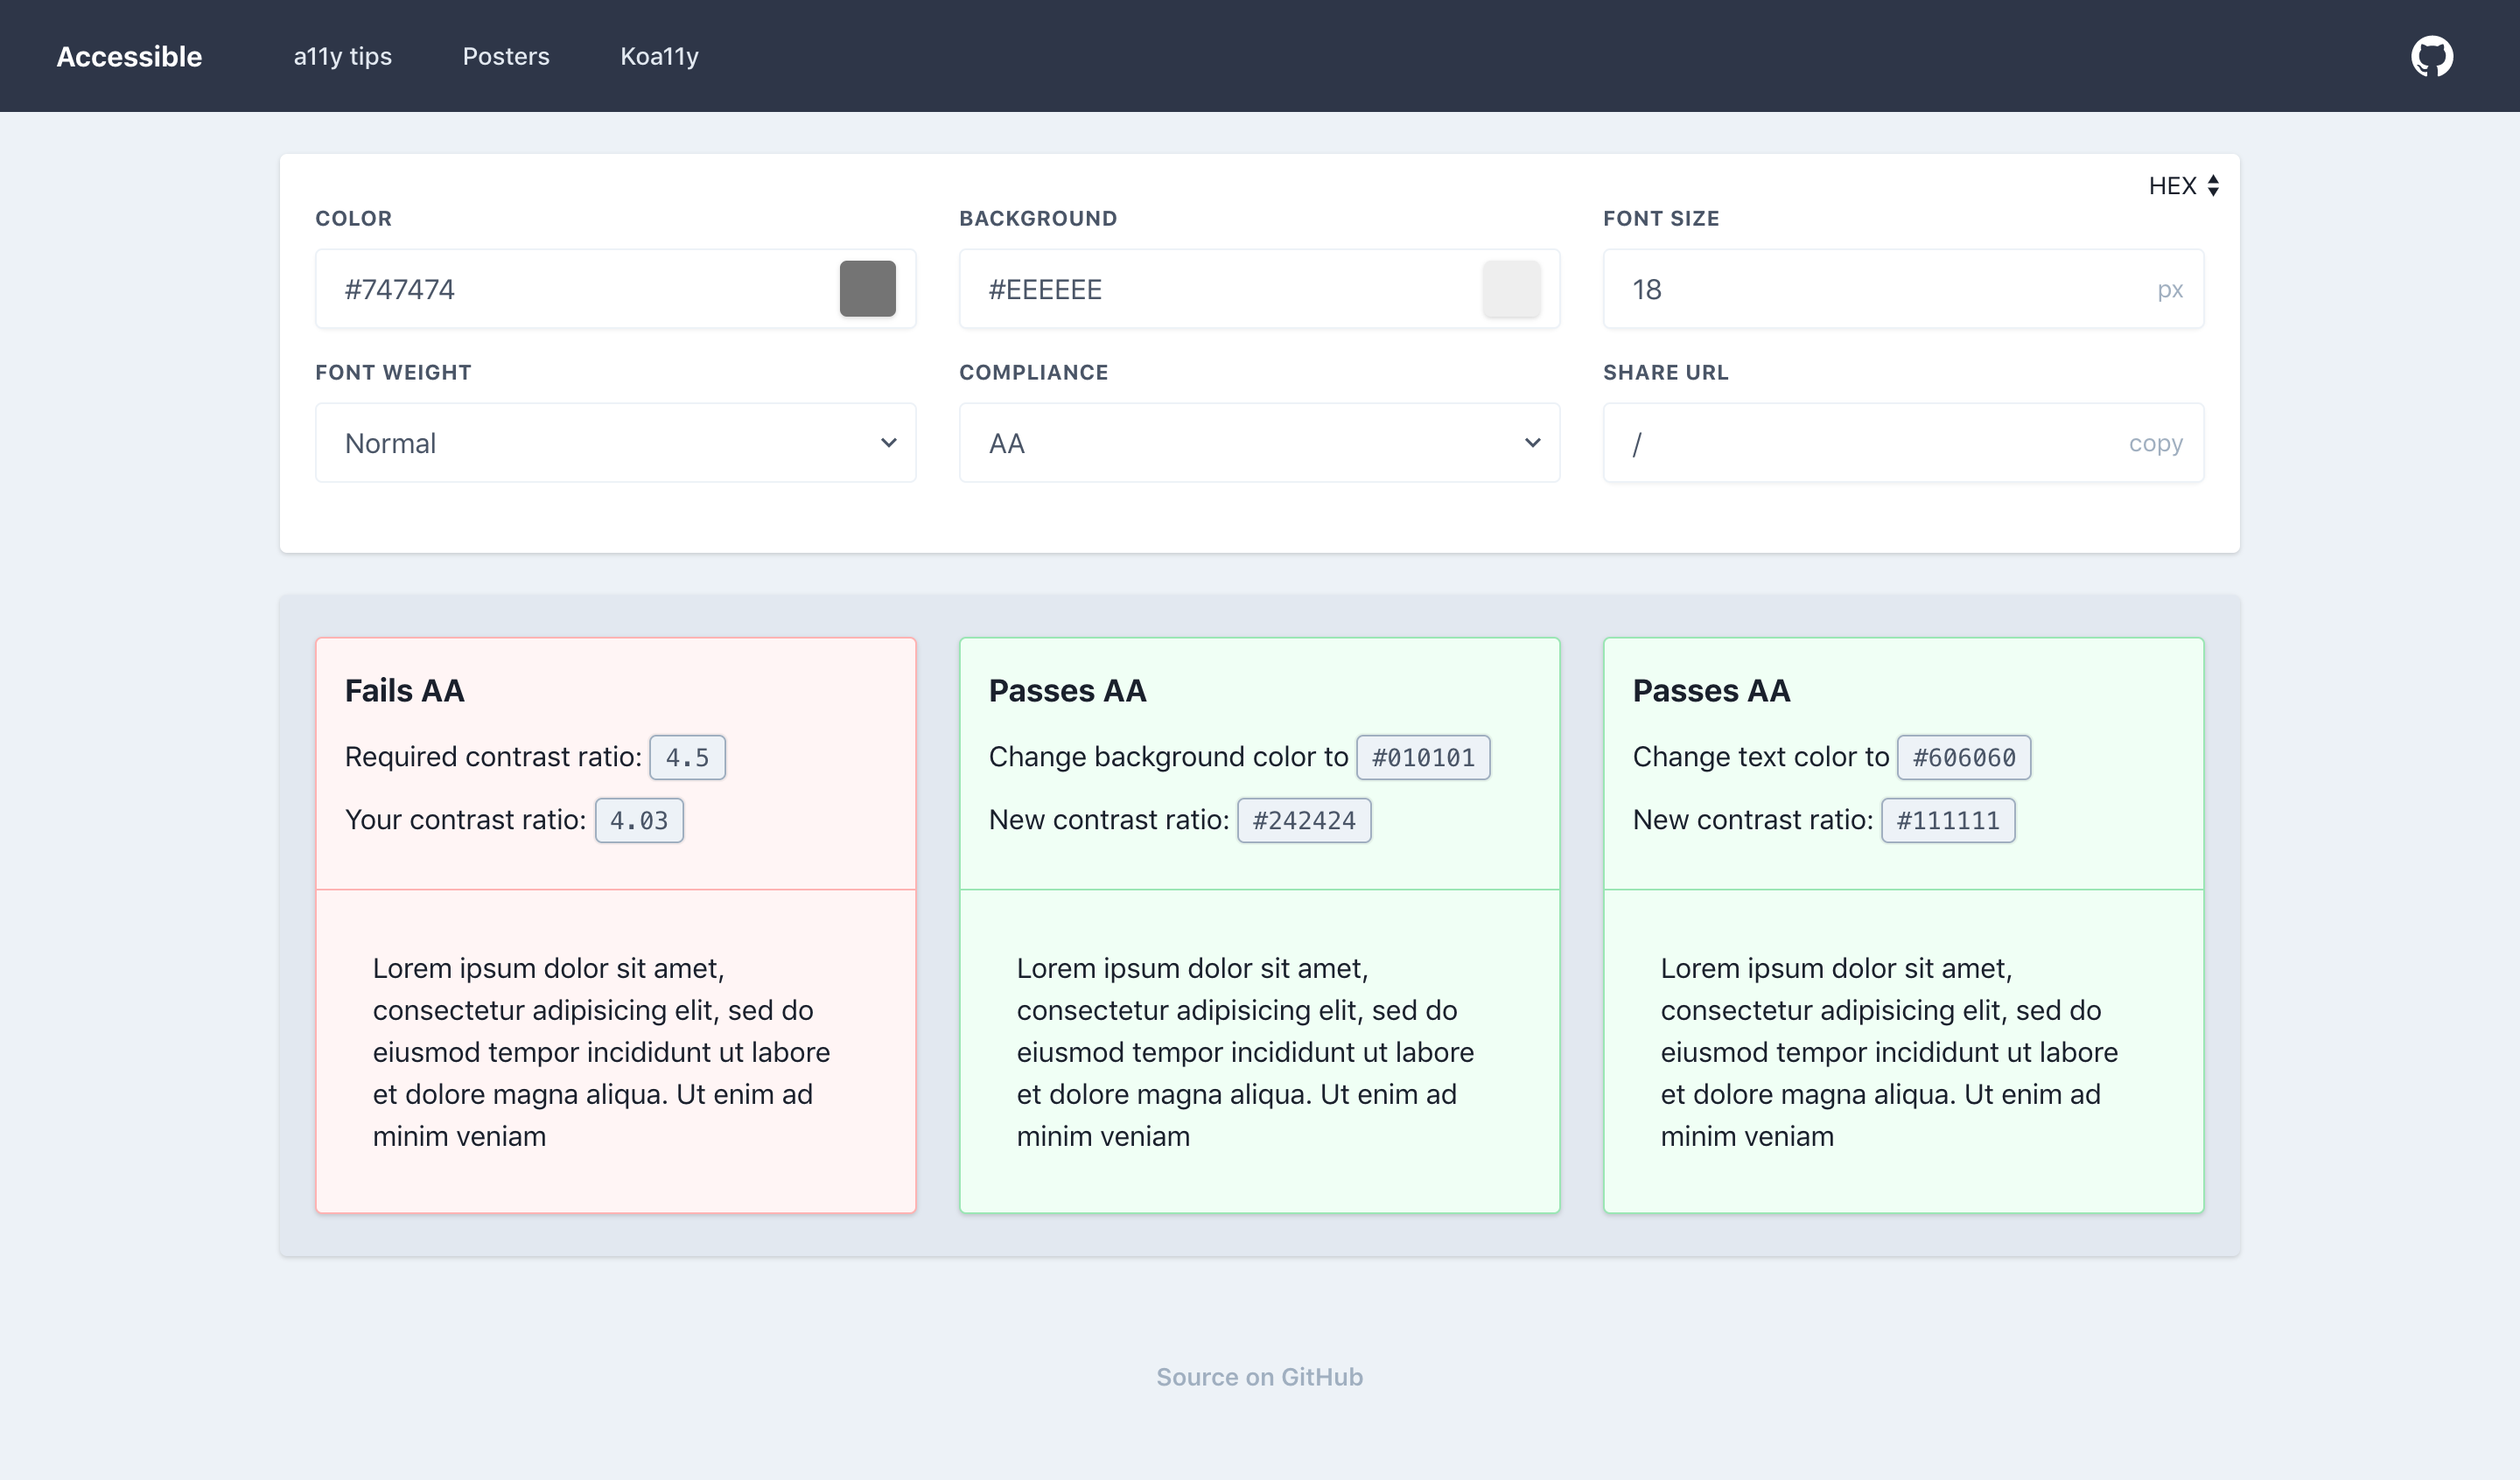 Accessible a11y tips Posters Koa11y
HEX
COLOR BACKGROUND FONT SIZE
#747474 #EEEEEE 18 px
FONT WEIGHT COMPLIANCE SHARE URL
Normal AA / copy
Fails AA
Required contrast ratio: 4.5
Your contrast ratio: 4.03
Lorem ipsum dolor sit amet,
consectetur adipisicing elit, sed do
eiusmod tempor incididunt ut labore
et dolore magna aliqua. Ut enim ad
minim veniam
Passes AA
Change background color to #010101
New contrast ratio: #242424
Lorem ipsum dolor sit amet,
consectetur adipisicing elit, sed do
eiusmod tempor incididunt ut labore
et dolore magna aliqua. Ut enim ad
minim veniam
Passes AA
Change text color to #606060
New contrast ratio: #111111
Lorem ipsum dolor sit amet,
consectetur adipisicing elit, sed do
eiusmod tempor incididunt ut labore
et dolore magna aliqua. Ut enim ad
minim veniam
Source on GitHub